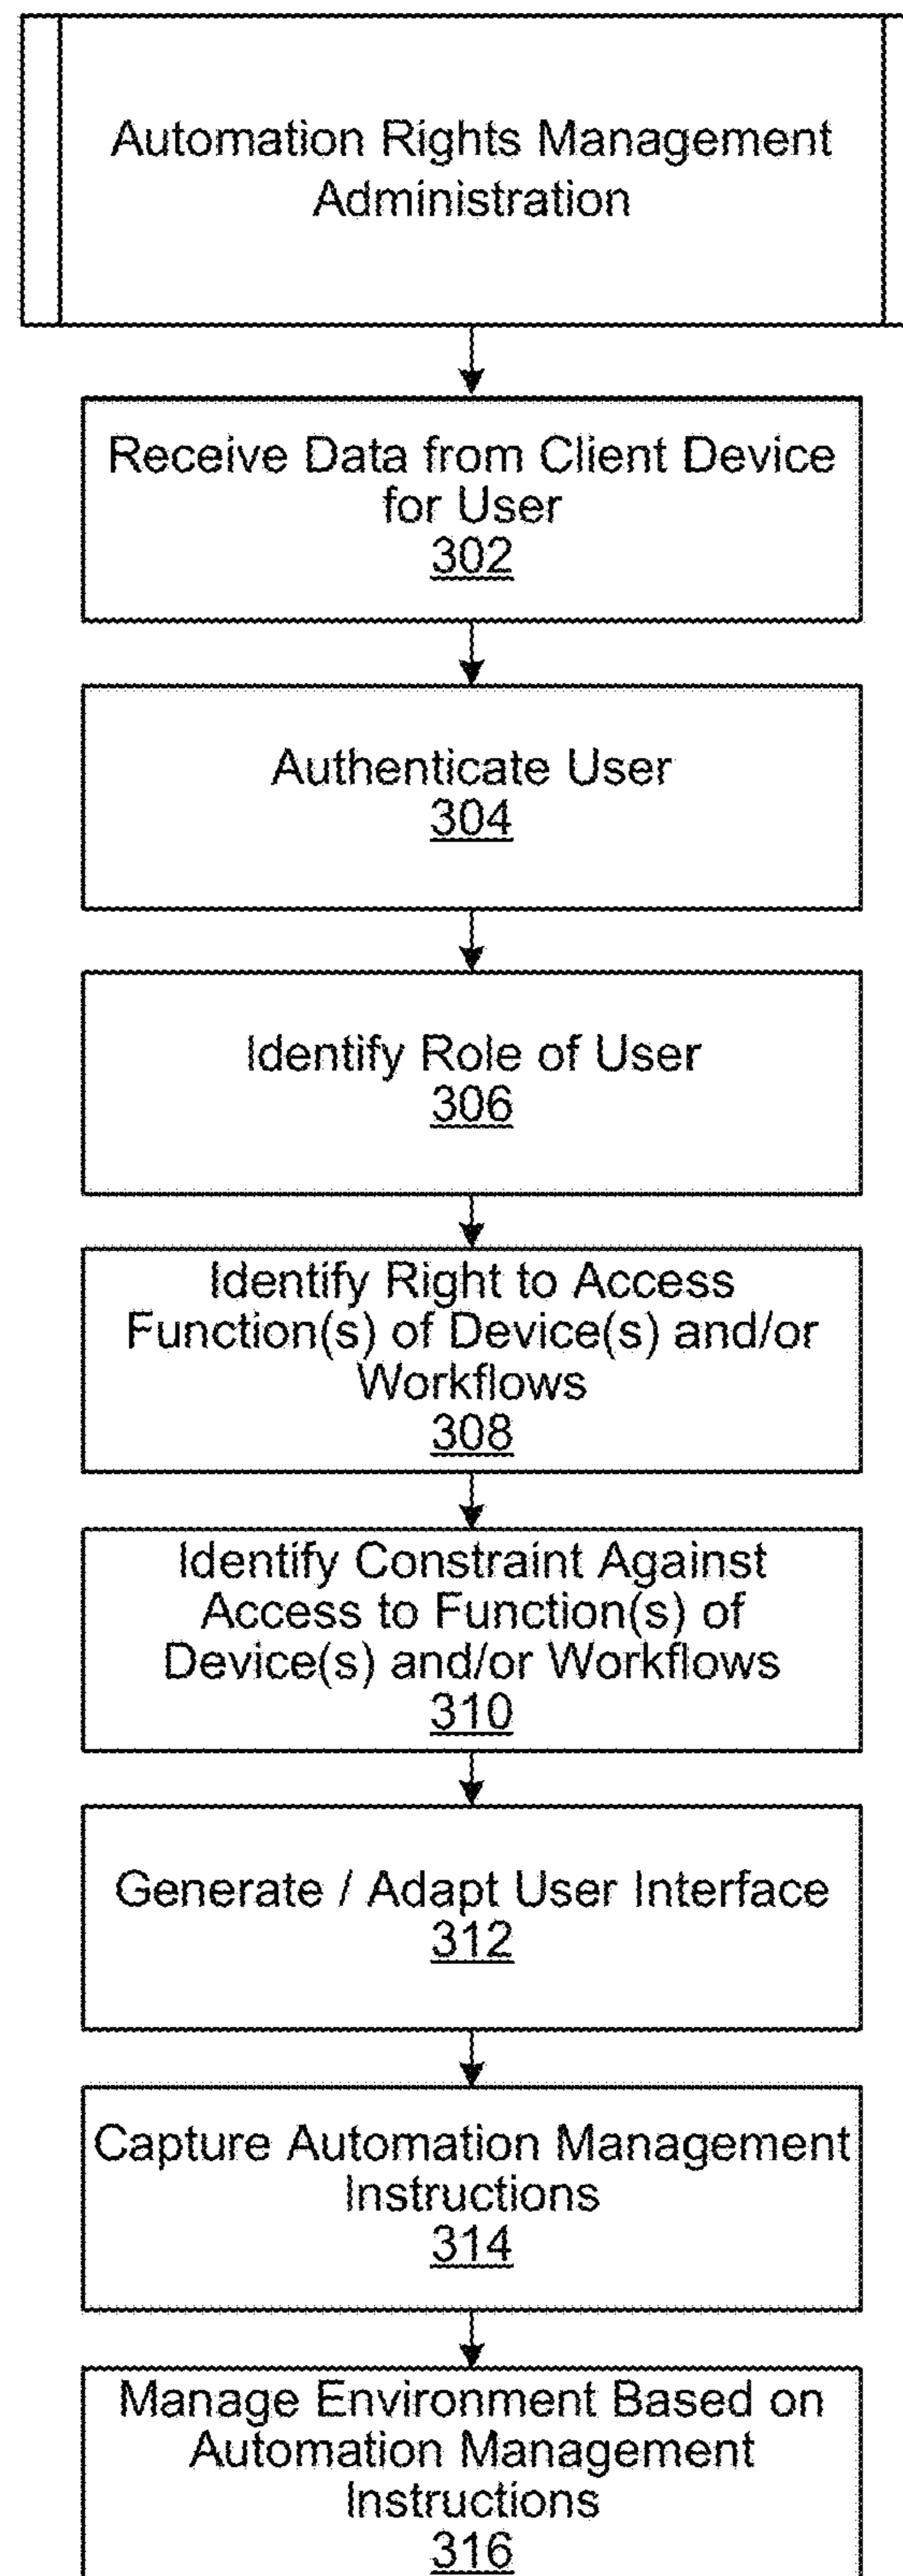 Automation Rights Management
Administration
Receive Data from Client Device
for User
302
Authenticate User
304
Identify Role of User
306
Identify Right to Access
Function(s) of Device(s) and/or
Workflows
308
Identify Constraint Against
Access to Function(s) of
Device(s) and/or Workflows
310
Generate / Adapt User Interface
312
Capture Automation Management
Instructions
314
Manage Environment Based on
Automation Management
Instructions
316